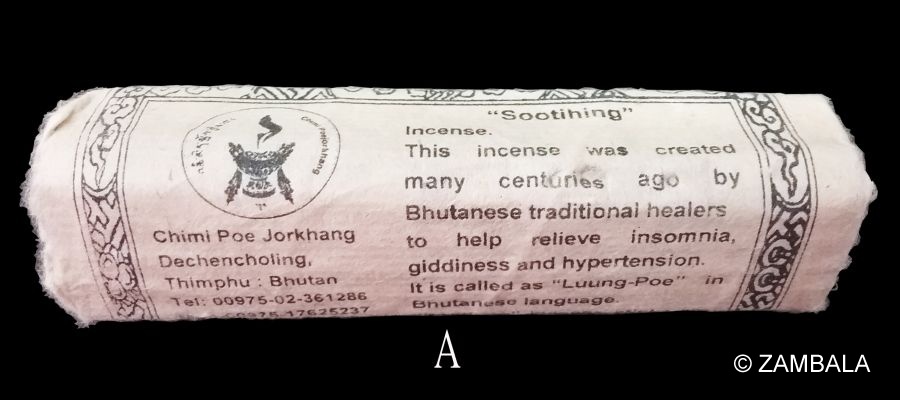 Chimi Poe Jorkhang
Dechencholing,
Thimphu : Bhutan
Tel: 00975-02-361286
00975-17625237
"Sootihing"
Incense.
This incense was created
many centuries ago by
Bhutanese traditional healers
to help relieve insomnia,
giddiness and hypertension.
It is called as "Luung-Poe" in
Bhutanese language.
A
© ZAMBALA